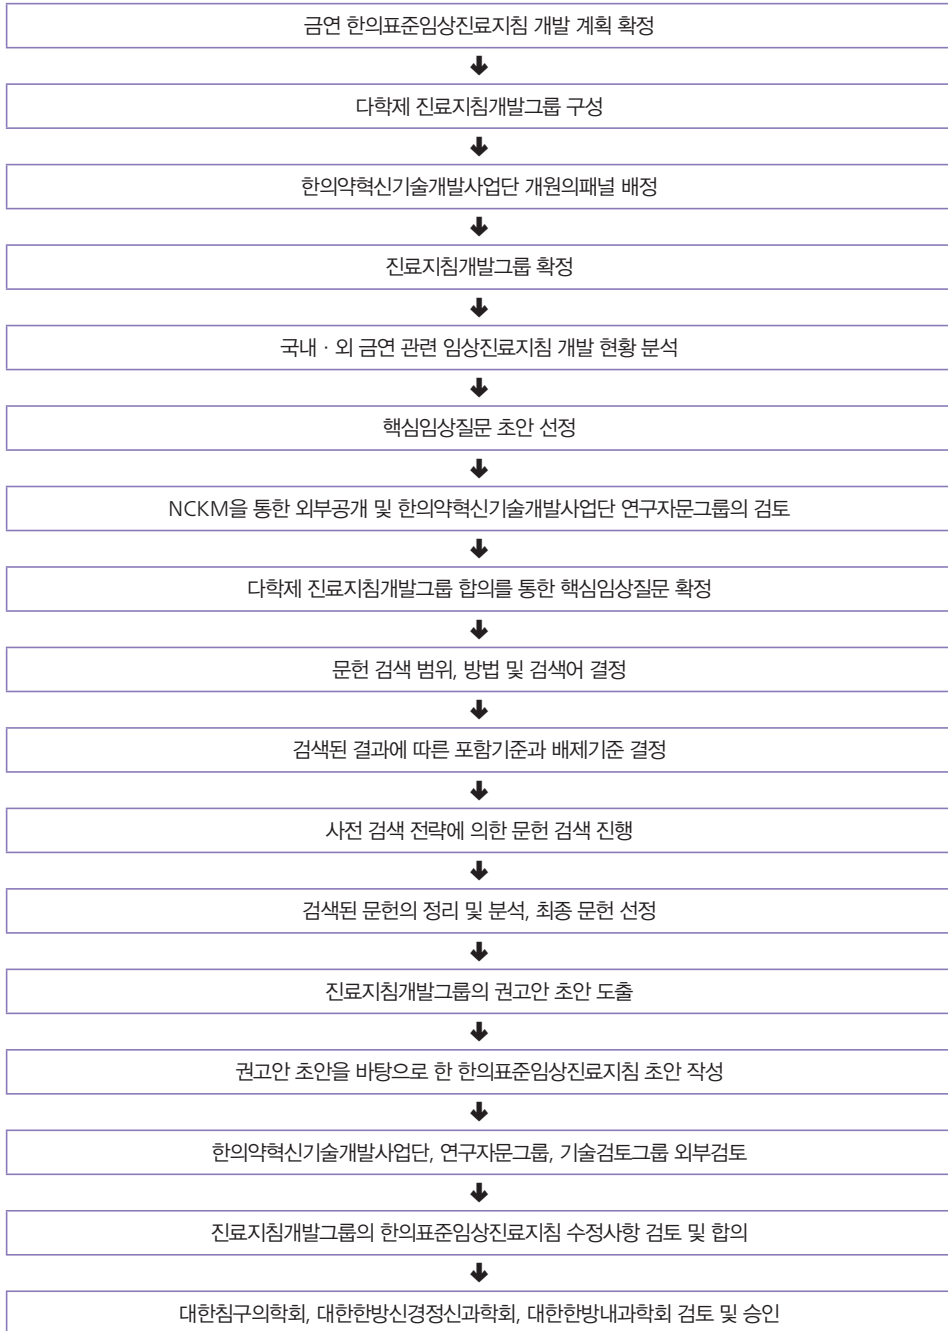 금연 한의표준임상진료지침 개발 계획 확정
다학제 진료지침개발그룹 구성
한의약혁신기술개발사업단 개원의패널 배정
진료지침개발그룹 확정
국내 · 외 금연 관련 임상진료지침 개발 현황 분석
핵심임상질문 초안 선정
NCKM을 통한 외부공개 및 한의약혁신기술개발사업단 연구자문그룹의 검토
다학제 진료지침개발그룹 합의를 통한 핵심임상질문 확정
문헌 검색 범위, 방법 및 검색어 결정
검색된 결과에 따른 포함기준과 배제기준 결정
사전 검색 전략에 의한 문헌 검색 진행
검색된 문헌의 정리 및 분석, 최종 문헌 선정
진료지침개발그룹의 권고안 초안 도출
권고안 초안을 바탕으로 한 한의표준임상진료지침 초안 작성
한의약혁신기술개발사업단, 연구자문그룹, 기술검토그룹 외부검토
진료지침개발그룹의 한의표준임상진료지침 수정사항 검토 및 합의
대한침구의학회, 대한한방신경정신과학회, 대한한방내과학회 검토 및 승인